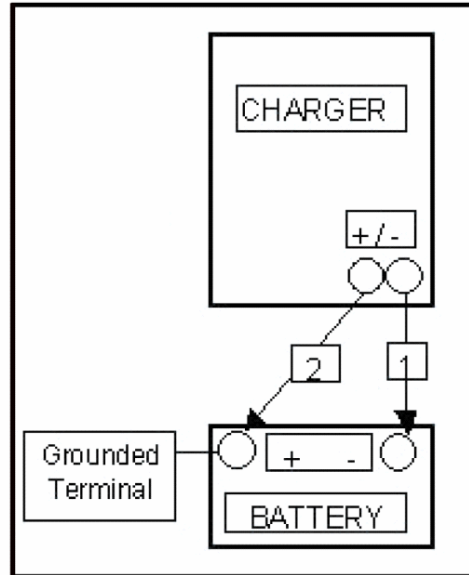 CHARGER
+/-
2
1
Grounded
Terminal
+ -
BATTERY